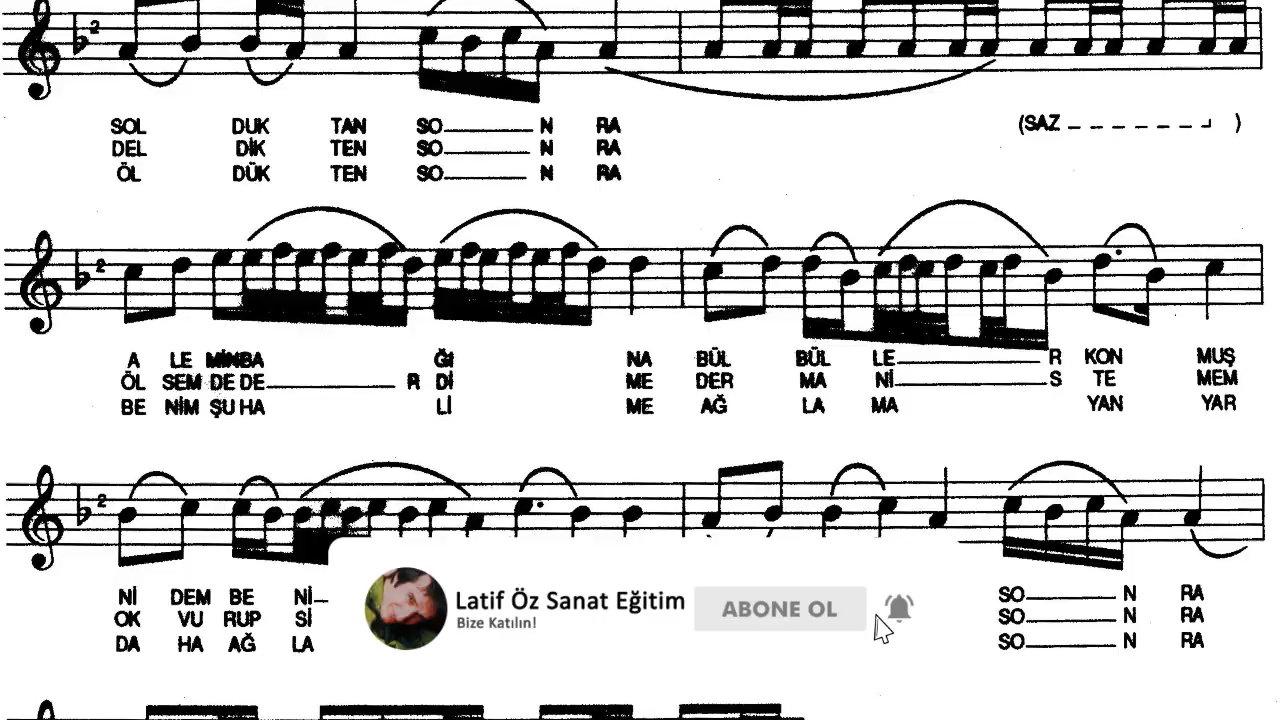 2
SOL DUK TAN SO N RA
(SAZ )
DEL DİK TEN SO N RA
ÖL DÜK TEN SO N RA
2
A LE MİNBA Ğİ NA BÜL BÜL LE R KON MUŞ
ÖL SEM DE DE R Dİ ME DER MA Nİ S TE MEM
BE NİM ŞU HA Lİ ME AĞ LA MA YAN YAR
2
Nİ DEM BE Nİ SO N RA
OK VU RUP Sİ SO N RA
DA HA AĞ LA SO N RA
Latif Öz Sanat Eğitim
Bize Katılın!
ABONE OL